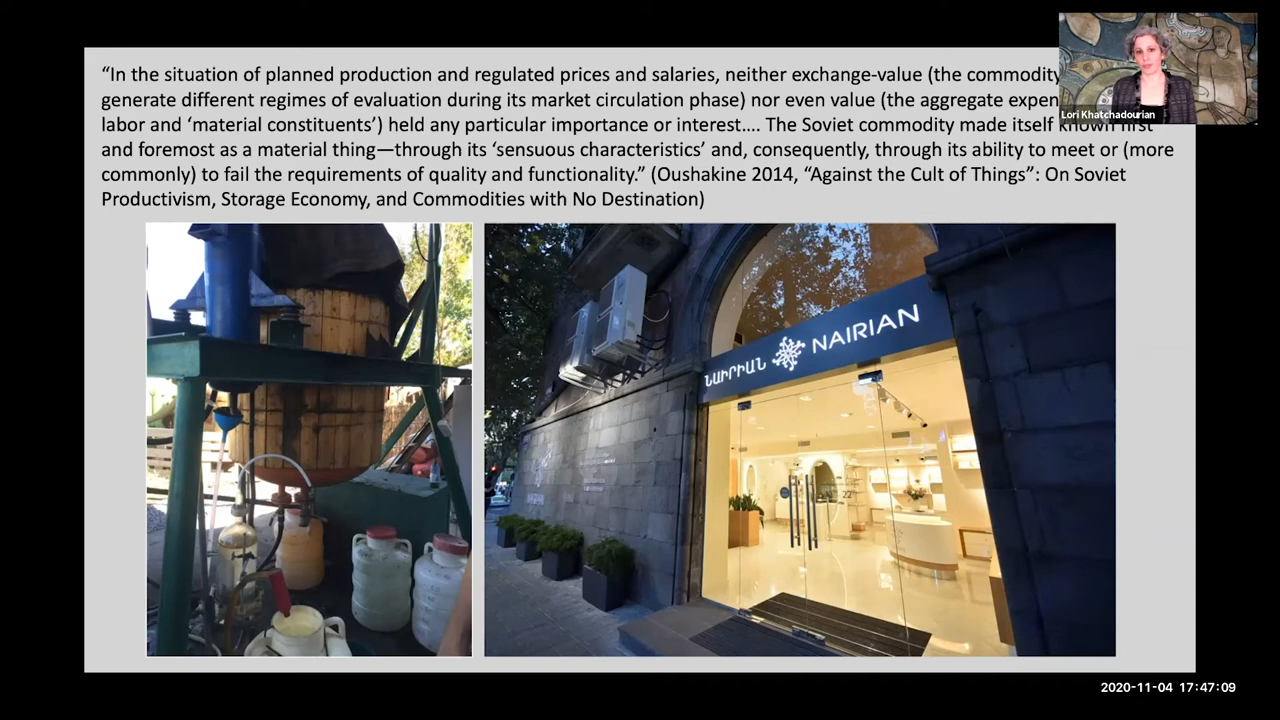 “In the situation of planned production and regulated prices and salaries, neither exchange-value (the commodity
generate different regimes of evaluation during its market circulation phase) nor even value (the aggregate
labor and ‘material constituents’) held any particular importance or interest.... The Soviet commodity made itself known first
and foremost as a material thing—through its ‘sensuous characteristics’ and, consequently, through its ability to meet or (more
commonly) to fail the requirements of quality and functionality.” (Oushakine 2014, “Against the Cult of Things”: On Soviet
Productivism, Storage Economy, and Commodities with No Destination)
Lori Khatchadourian
ՆԱԻՐԻԱՆ NAIRIAN
22
2020-11-04 17:47:09